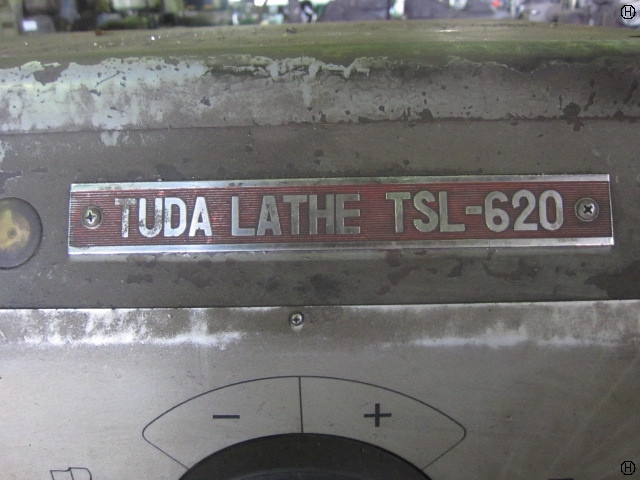 TUDA LATHE TSL-620
− +
H
H